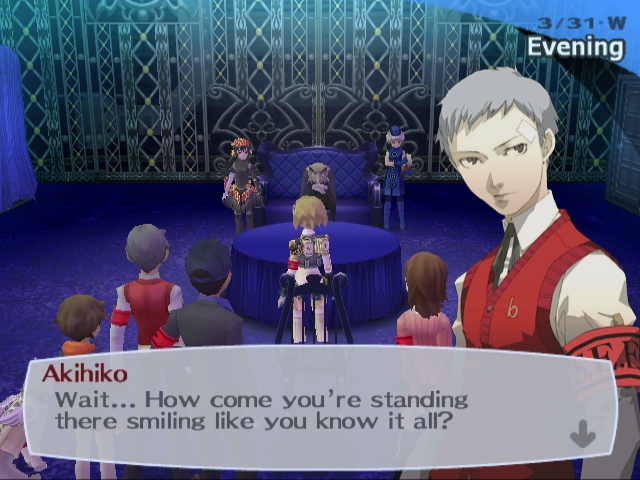 3/31・W
Evening
b
S.E.E.S
Akihiko
Wait... How come you're standing
there smiling like you know it all?